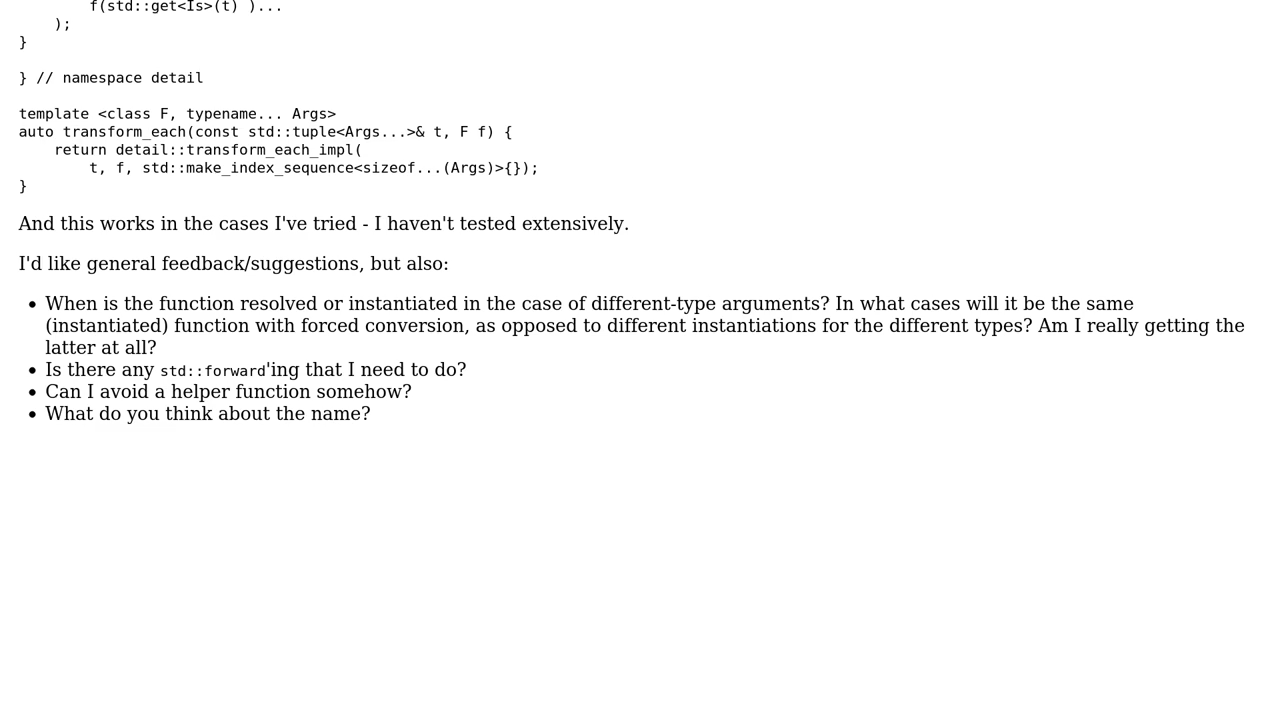 f(std::get<Is>(t) )...
    );
}

} // namespace detail

template <class F, typename... Args>
auto transform_each(const std::tuple<Args...>& t, F f) {
    return detail::transform_each_impl(
        t, f, std::make_index_sequence<sizeof...(Args)>{});
}
And this works in the cases I've tried - I haven't tested extensively.
I'd like general feedback/suggestions, but also:
• When is the function resolved or instantiated in the case of different-type arguments? In what cases will it be the same
(instantiated) function with forced conversion, as opposed to different instantiations for the different types? Am I really getting the
latter at all?
• Is there any std::forward'ing that I need to do?
• Can I avoid a helper function somehow?
• What do you think about the name?